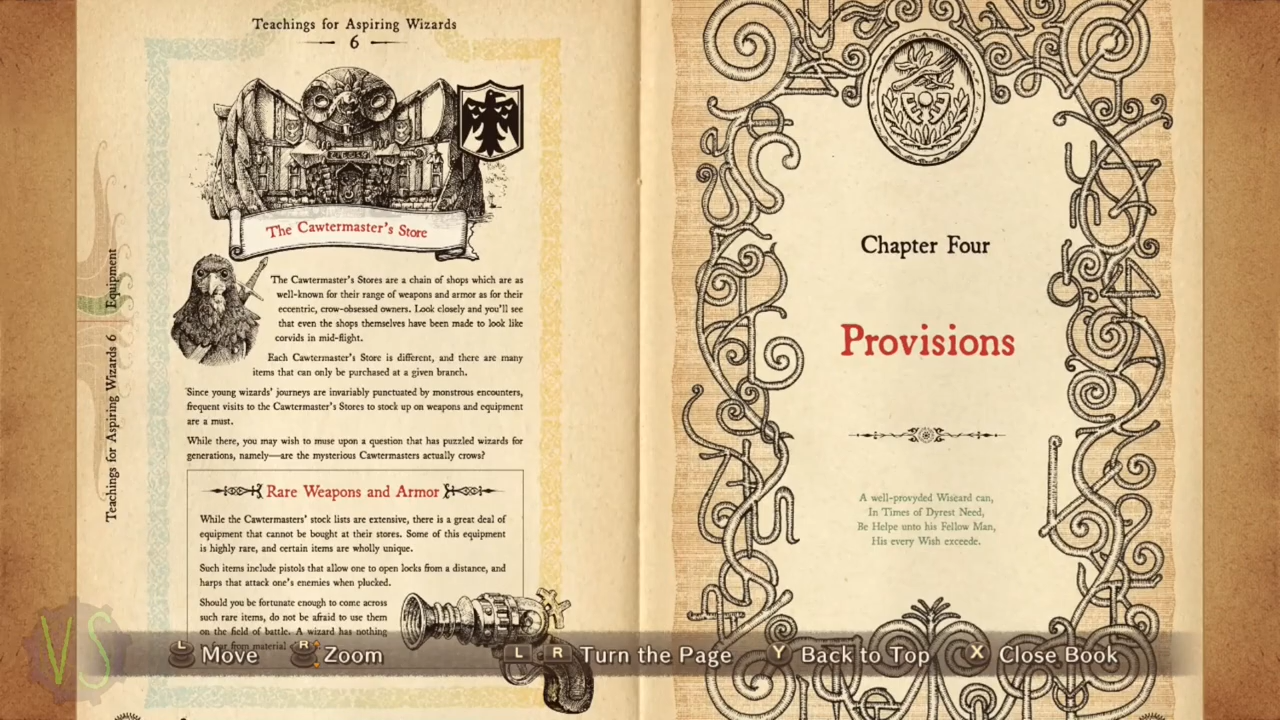 Teachings for Aspiring Wizards
6
The Cawtermaster's Store
The Cawtermaster's Stores are a chain of shops which are as
well-known for their range of weapons and armor as for their
eccentric, crow-obsessed owners. Look closely and you'll see
that even the shops themselves have been made to look like
corvids in mid-flight.
Each Cawtermaster's Store is different, and there are many
items that can only be purchased at a given branch.
Since young wizards' journeys are invariably punctuated by monstrous encounters,
frequent visits to the Cawtermaster's Stores to stock up on weapons and equipment
are a must.
While there, you may wish to muse upon a question that has puzzled wizards for
generations, namely—are the mysterious Cawtermasters actually crows?
Rare Weapons and Armor
While the Cawtermasters' stock lists are extensive, there is a great deal of
equipment that cannot be bought at their stores. Some of this equipment
is highly rare, and certain items are wholly unique.
Such items include pistols that allow one to open locks from a distance, and
harps that attack one's enemies when plucked.
Should you be fortunate enough to come across
such rare items, do not be afraid to use them
on the field of battle. A wizard has nothing
from material
Teachings for Aspiring Wizards 6 Equipment
Chapter Four
Provisions
A well-provyded Wiseard can,
In Times of Dyrest Need,
Be Helpe unto his Fellow Man,
His every Wish exceede.
L Move R Zoom L R Turn the Page Y Back to Top X Close Book
VS